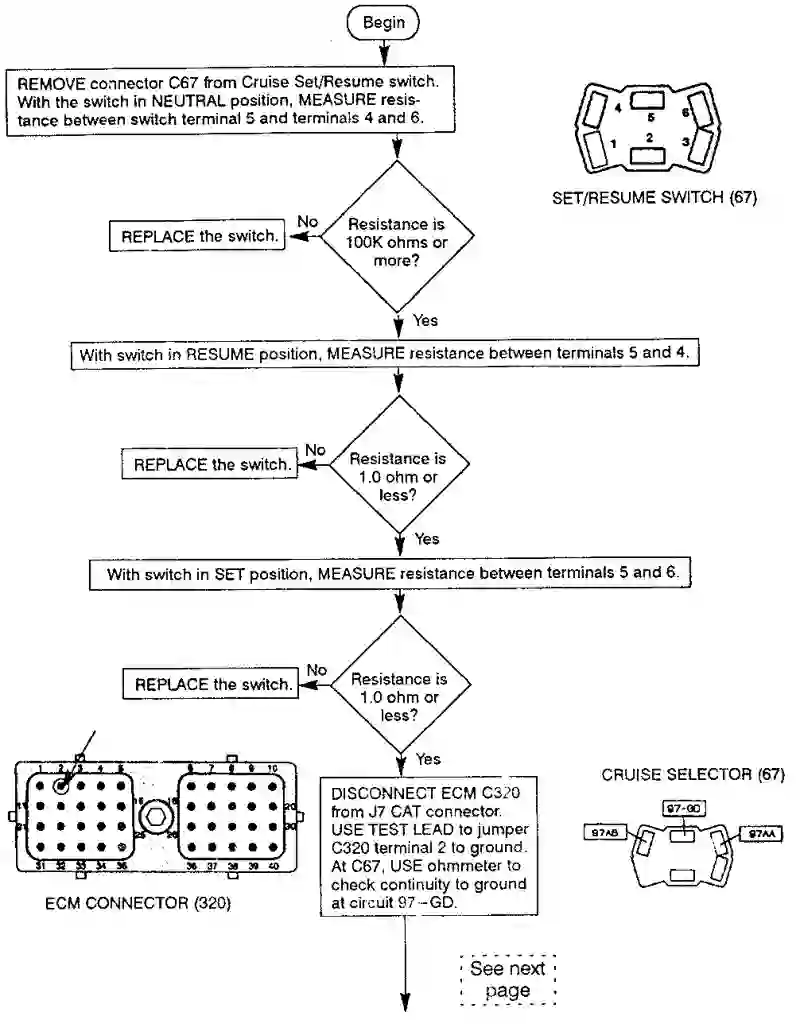 Begin
REMOVE connector C67 from Cruise Set/Resume switch.
With the switch in NEUTRAL position, MEASURE resis-
tance between switch terminal 5 and terminals 4 and 6.
4
5
6
1
2
3
SET/RESUME SWITCH (67)
Resistance is
100K ohms or
more?
No
REPLACE the switch.
Yes
With switch in RESUME position, MEASURE resistance between terminals 5 and 4.
Resistance is
1.0 ohm or
less?
No
REPLACE the switch.
Yes
With switch in SET position, MEASURE resistance between terminals 5 and 6.
Resistance is
1.0 ohm or
less?
No
REPLACE the switch.
Yes
1 2 3 4 5 6 7 8 9 10
11 15 16 20
21 25 26 30
31 32 33 34 35 36 37 38 39 40
ECM CONNECTOR (320)
DISCONNECT ECM C320
from J7 CAT connector.
USE TEST LEAD to jumper
C320 terminal 2 to ground.
At C67, USE ohmmeter to
check continuity to ground
at circuit 97-GD.
CRUISE SELECTOR (67)
97-GD
97AB
97AA
See next
page